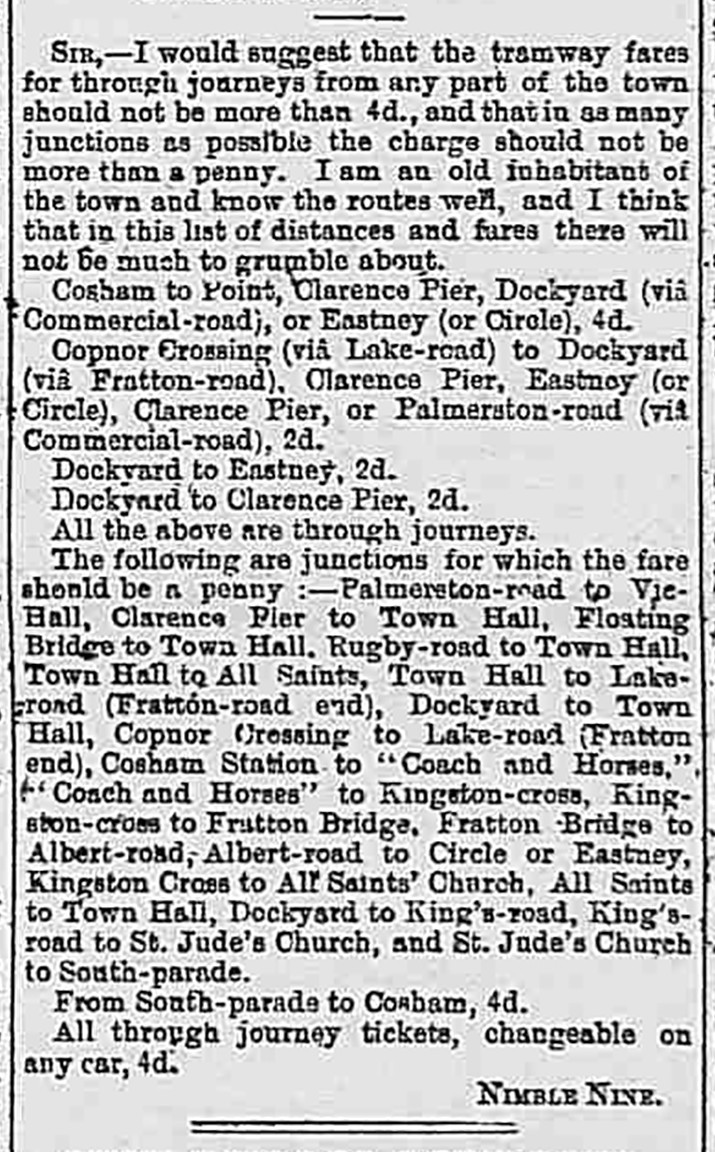 SIR,—I would suggest that the tramway fares
for through journeys from any part of the town
should not be more than 4d., and that in as many
junctions as possible the charge should not be
more than a penny. I am an old inhabitant of
the town and know the routes well, and I think
that in this list of distances and fares there will
not be much to grumble about.
Cosham to Point, Clarence Pier, Dockyard (viâ
Commercial-road), or Eastney (or Circle), 4d.
Copnor Crossing (viâ Lake-road) to Dockyard
(viâ Fratton-road), Clarence Pier, Eastney (or
Circle), Clarence Pier, or Palmerston-road (viâ
Commercial-road), 2d.
Dockyard to Eastney, 2d.
Dockyard to Clarence Pier, 2d.
All the above are through journeys.
The following are junctions for which the fare
should be a penny :—Palmerston-road to Vic-
Hall, Clarence Pier to Town Hall, Floating
Bridge to Town Hall, Rugby-road to Town Hall,
Town Hall to All Saints, Town Hall to Lake-
road (Fratton-road end), Dockyard to Town
Hall, Copnor Crossing to Lake-road (Fratton
end), Cosham Station to "Coach and Horses,"
"Coach and Horses" to Kingston-cross, King-
ston-cross to Fratton Bridge, Fratton Bridge to
Albert-road, Albert-road to Circle or Eastney,
Kingston Cross to All Saints' Church, All Saints
to Town Hall, Dockyard to King's-road, King's-
road to St. Jude's Church, and St. Jude's Church
to South-parade.
From South-parade to Cosham, 4d.
All through journey tickets, changeable on
any car, 4d.
NIMBLE NINE.